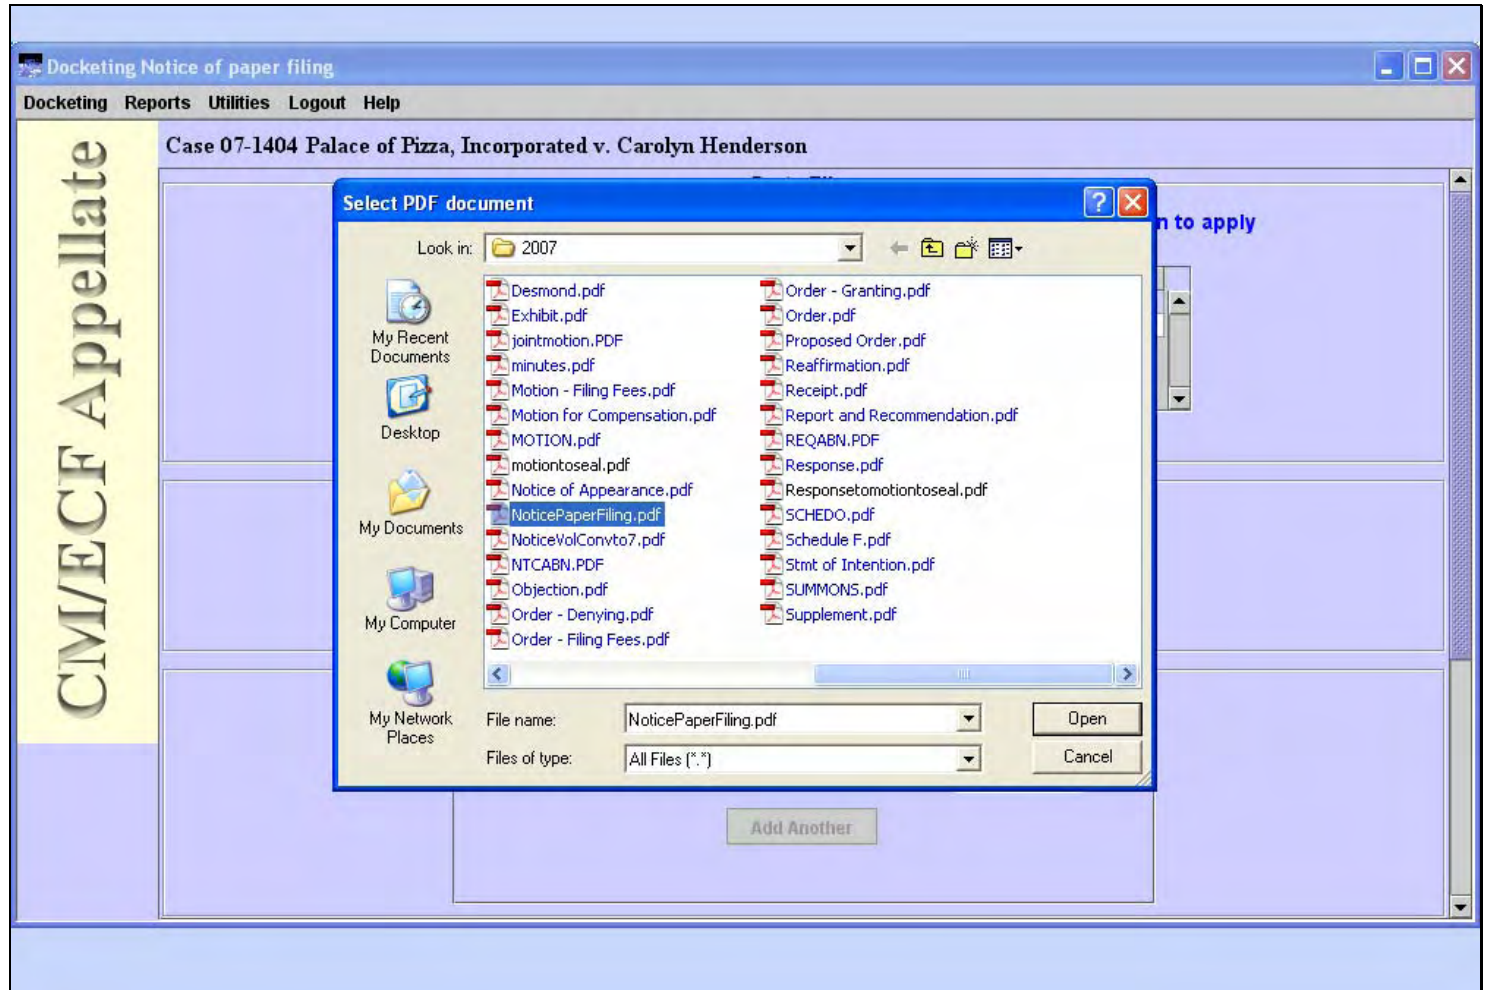 Docketing Notice of paper filing
Docketing Reports Utilities Logout Help
CM/ECF Appellate
Case 07-1404 Palace of Pizza, Incorporated v. Carolyn Henderson
n to apply
Select PDF document
Look in: 2007
My Recent Documents
Desktop
My Documents
My Computer
My Network Places
Desmond.pdf
Exhibit.pdf
jointmotion.PDF
minutes.pdf
Motion - Filing Fees.pdf
Motion for Compensation.pdf
MOTION.pdf
motiontoseal.pdf
Notice of Appearance.pdf
NoticePaperFiling.pdf
NoticeVolConvto7.pdf
NTCABN.PDF
Objection.pdf
Order - Denying.pdf
Order - Filing Fees.pdf
Order - Granting.pdf
Order.pdf
Proposed Order.pdf
Reaffirmation.pdf
Receipt.pdf
Report and Recommendation.pdf
REQABN.PDF
Response.pdf
Responsetomotiontoseal.pdf
SCHEDO.pdf
Schedule F.pdf
Stmt of Intention.pdf
SUMMONS.pdf
Supplement.pdf
File name: NoticePaperFiling.pdf
Open
Files of type: All Files (*.*)
Cancel
Add Another